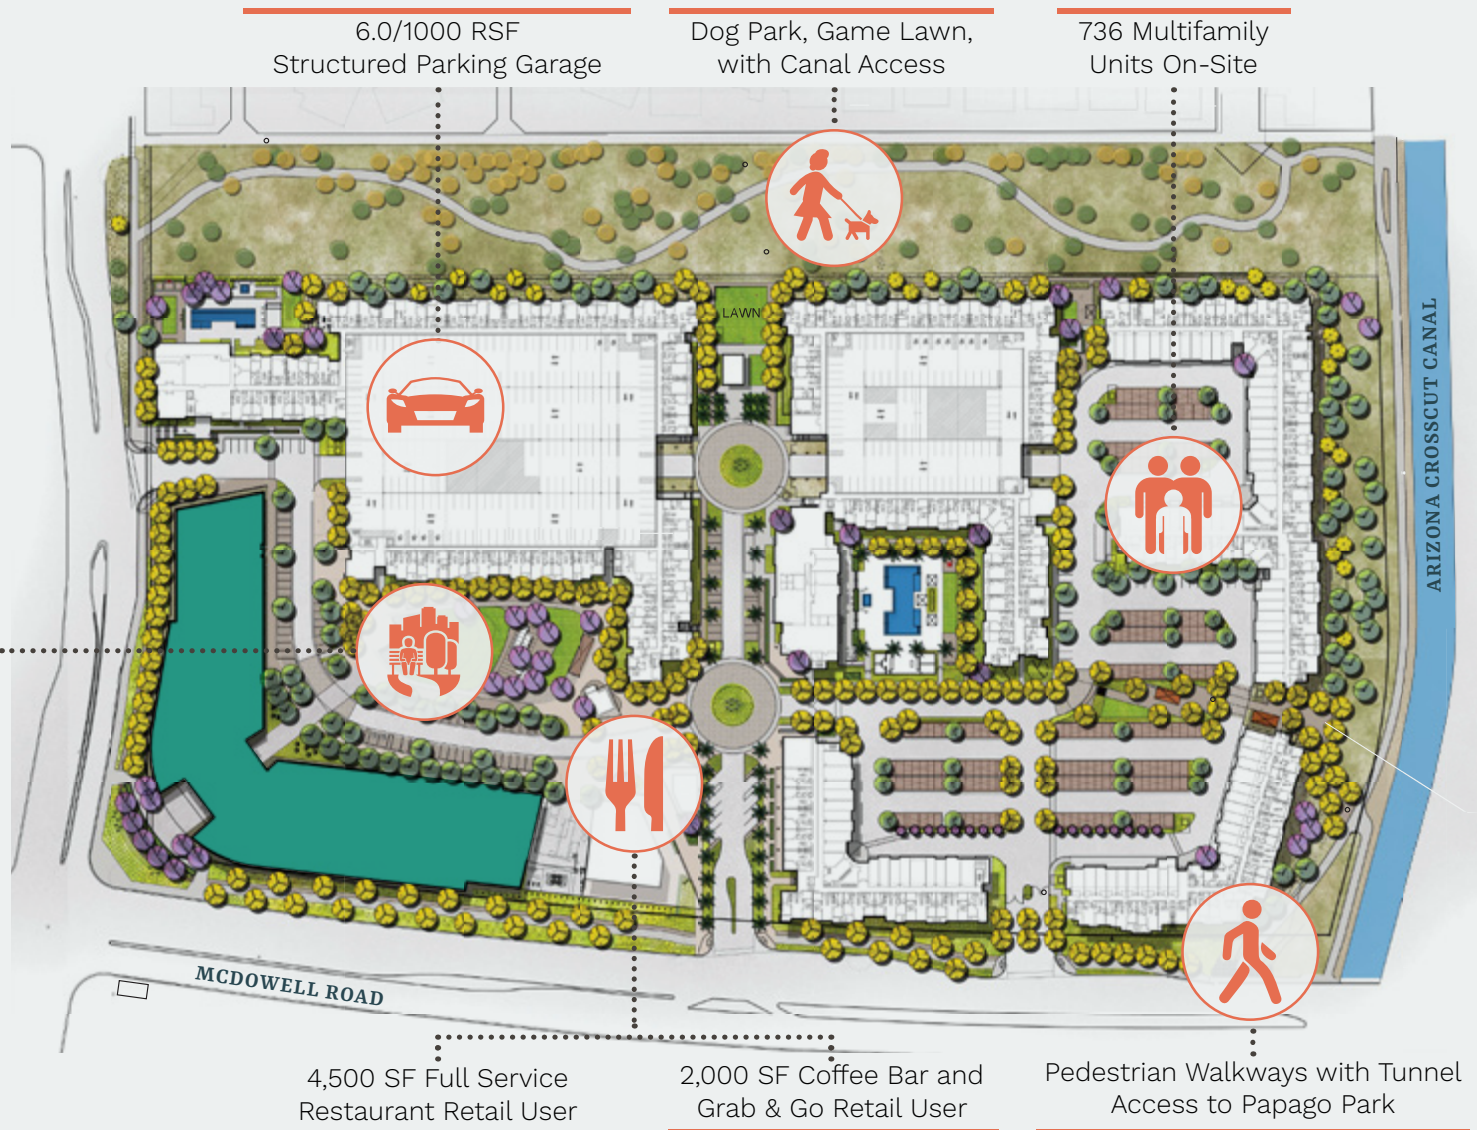 6.0/1000 RSF
Structured Parking Garage
Dog Park, Game Lawn,
with Canal Access
736 Multifamily
Units On-Site
LAWN
ARIZONA CROSSCUT CANAL
MCDOWELL ROAD
4,500 SF Full Service
Restaurant Retail User
2,000 SF Coffee Bar and
Grab & Go Retail User
Pedestrian Walkways with Tunnel
Access to Papago Park